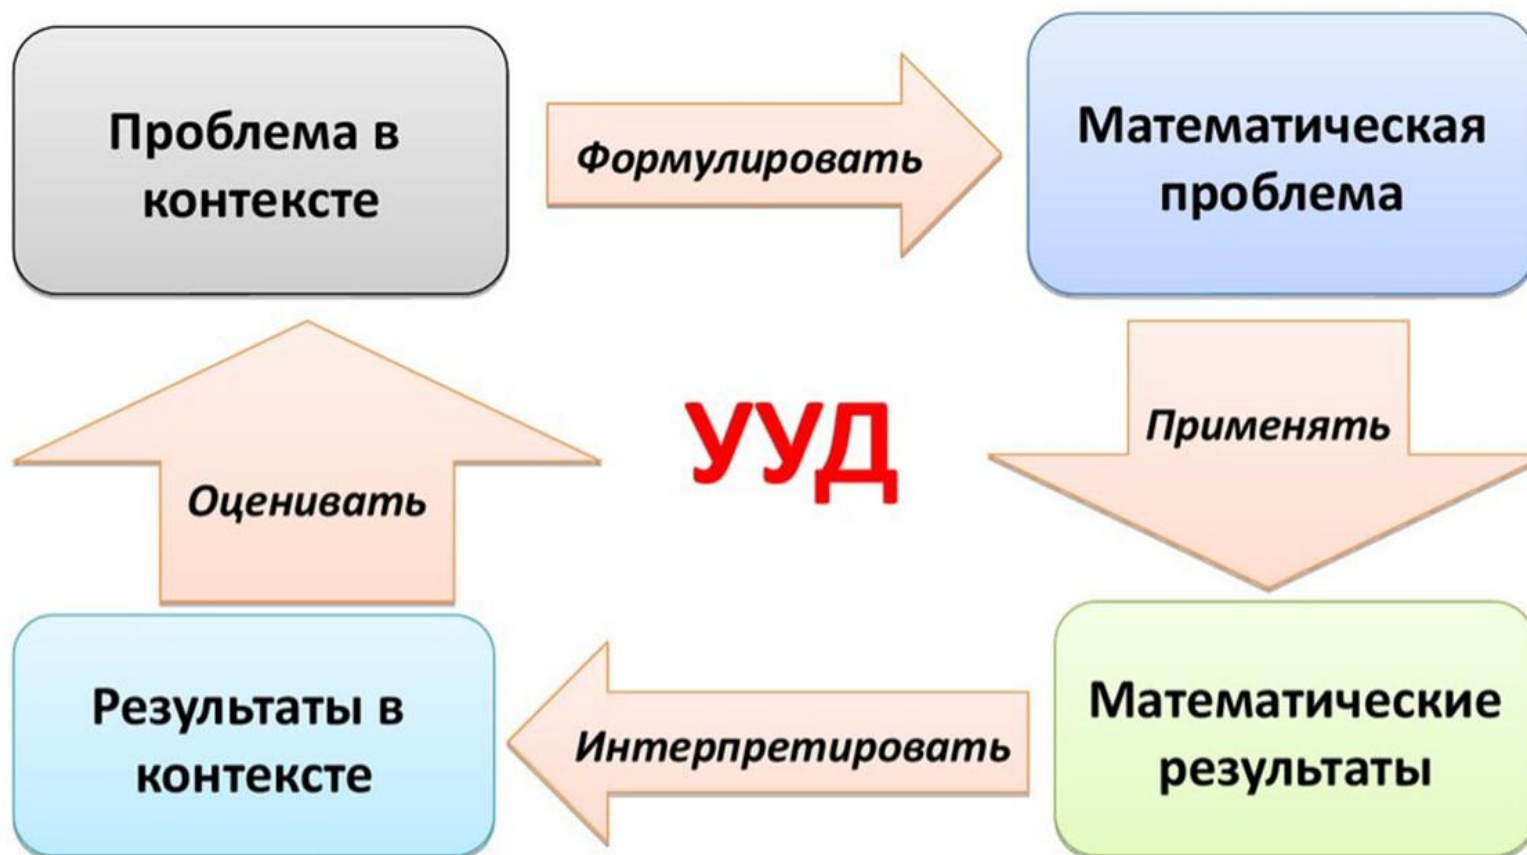 Проблема в
контексте
Формулировать
Математическая
проблема
УУД
Применять
Оценивать
Результаты в
контексте
Интерпретировать
Математические
результаты